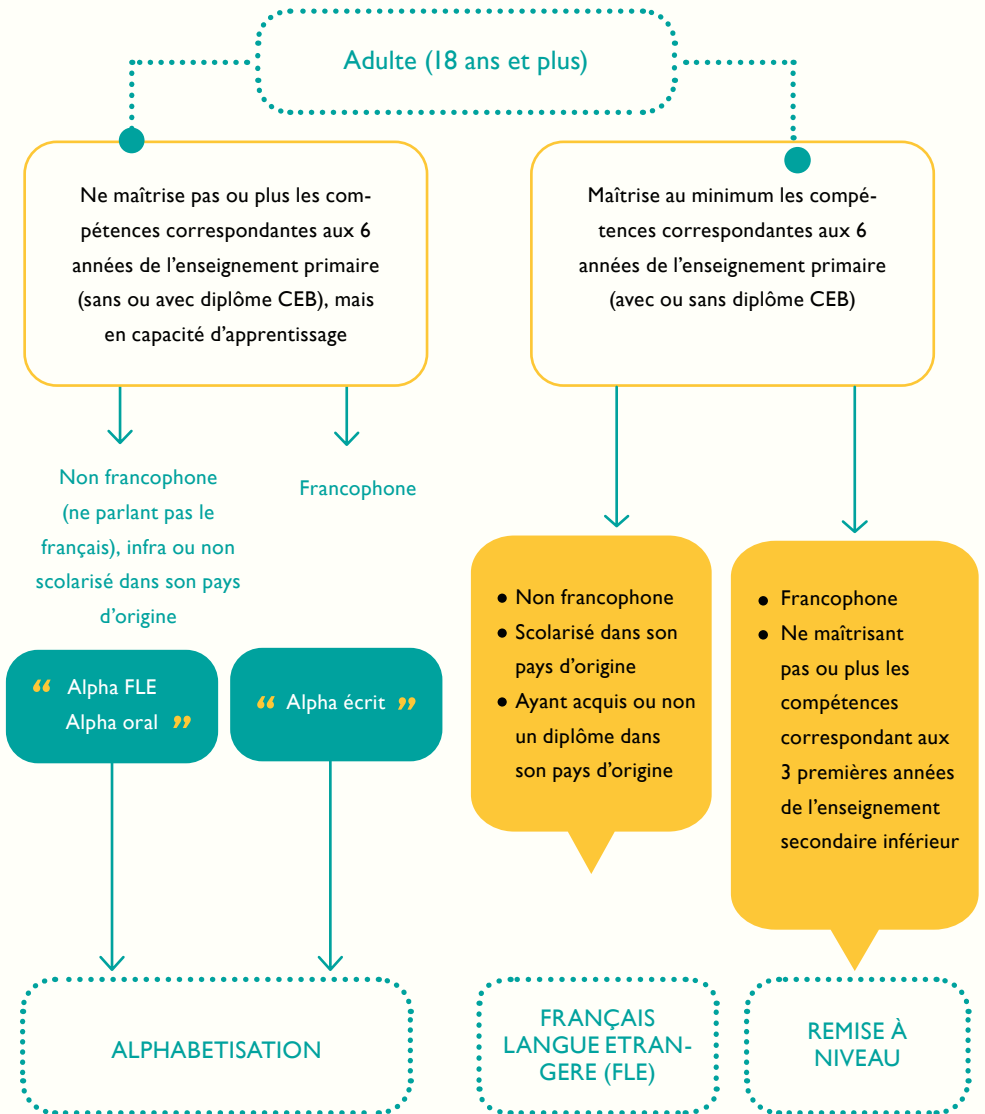 Adulte (18 ans et plus)
Ne maîtrise pas ou plus les com-
pétences correspondantes aux 6
années de l’enseignement primaire
(sans ou avec diplôme CEB), mais
en capacité d’apprentissage
Maîtrise au minimum les compé-
tences correspondantes aux 6
années de l’enseignement primaire
(avec ou sans diplôme CEB)
Non francophone
(ne parlant pas le
français), infra ou non
scolarisé dans son pays
d’origine
Francophone
“ Alpha FLE
Alpha oral ”
“ Alpha écrit ”
• Non francophone
• Scolarisé dans son
pays d’origine
• Ayant acquis ou non
un diplôme dans
son pays d’origine
• Francophone
• Ne maîtrisant
pas ou plus les
compétences
correspondant aux
3 premières années
de l’enseignement
secondaire inférieur
ALPHABETISATION
FRANÇAIS
LANGUE ETRAN-
GERE (FLE)
REMISE À
NIVEAU